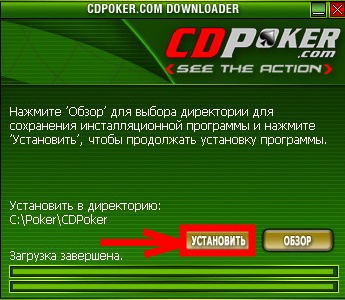 CDPOKER.COM DOWNLOADER
CDPOKER
.com
SEE THE ACTION
Нажмите 'Обзор' для выбора директории для
сохранения инсталляционной программы и нажмите
'Установить', чтобы продолжать установку программы.
Установить в директорию:
C:\Poker\CDPoker
УСТАНОВИТЬ
ОБЗОР
Загрузка завершена.